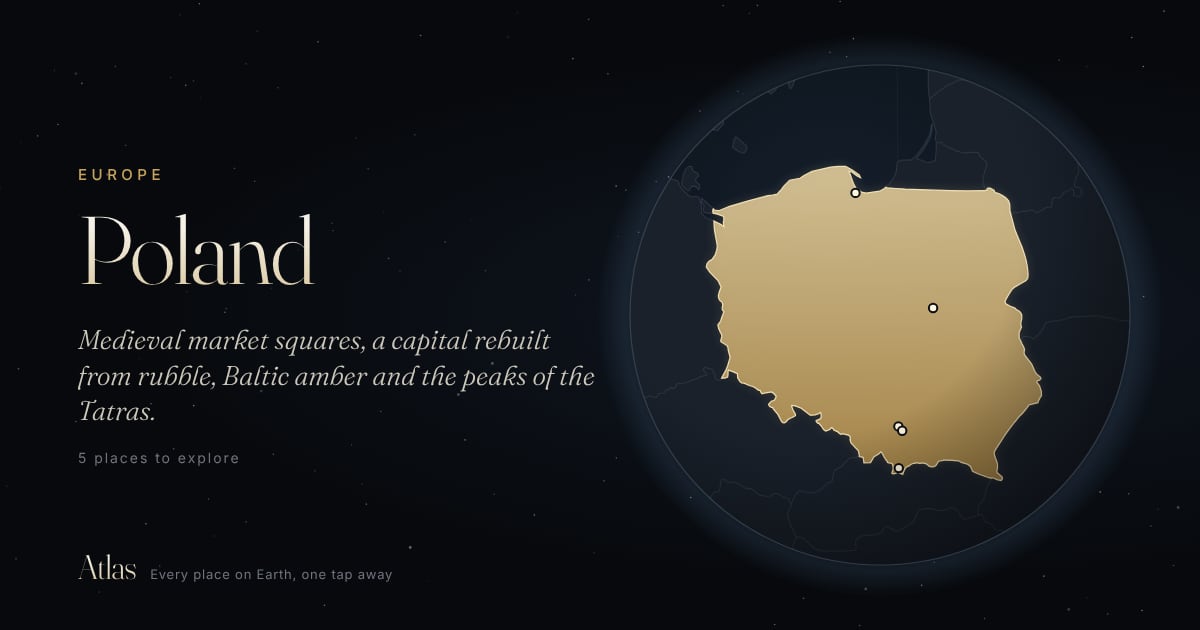 EUROPE
Poland
Medieval market squares, a capital rebuilt
from rubble, Baltic amber and the peaks of the
Tatras.
5 places to explore
Atlas Every place on Earth, one tap away